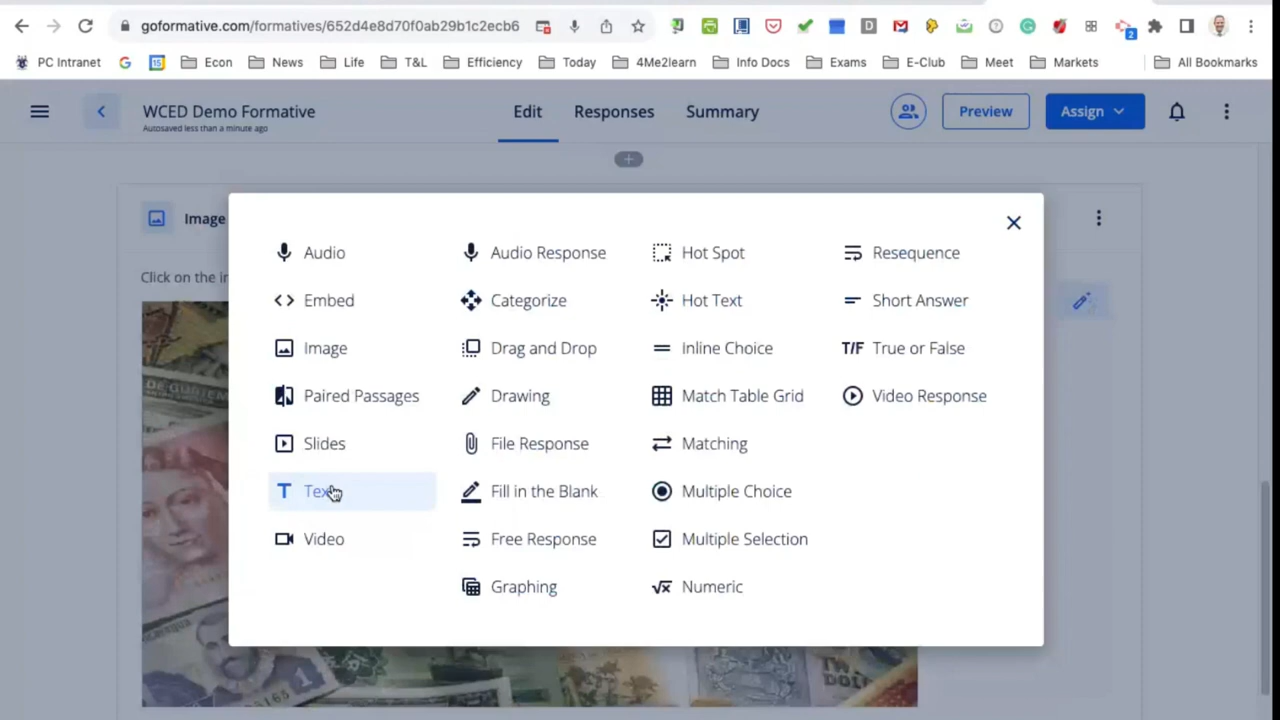 goformative.com/formatives/652d4e8d70f0ab29b1c2ecb6
2
PC Intranet
Econ
News
Life
T&L
Efficiency
Today
4Me2learn
Info Docs
Exams
E-Club
Meet
Markets
All Bookmarks
WCED Demo Formative
Autosaved less than a minute ago
Edit
Responses
Summary
Preview
Assign
Image
Click on the
Audio
Embed
Image
Paired Passages
Slides
T
Video
Audio Response
Categorize
Drag and Drop
Drawing
File Response
Fill in the Blank
Free Response
Graphing
Hot Spot
Hot Text
Inline Choice
Match Table Grid
Matching
Multiple Choice
Multiple Selection
√x Numeric
Resequence
Short Answer
T/F True or False
Video Response